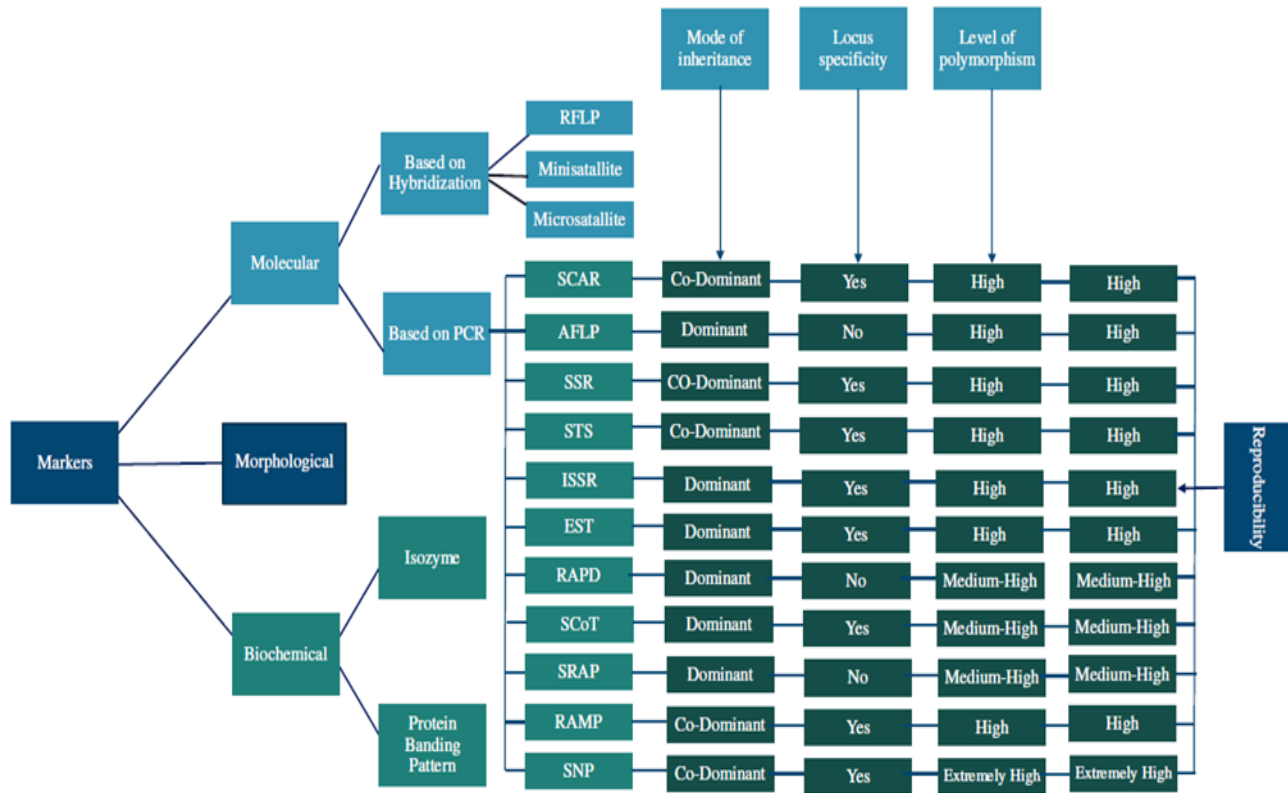 Mode of
inheritance
Locus
specificity
Level of
polymorphism
RFLP
Based on
Hybridization
Minisatallite
Microsatallite
Molecular
Based on PCR
SCAR
Co-Dominant
Yes
High
High
AFLP
Dominant
No
High
High
SSR
CO-Dominant
Yes
High
High
STS
Co-Dominant
Yes
High
High
Markers
Morphological
ISSR
Dominant
Yes
High
High
Reproducibility
EST
Dominant
Yes
High
High
Isozyme
RAPD
Dominant
No
Medium-High
Medium-High
SCoT
Dominant
Yes
Medium-High
Medium-High
Biochemical
SRAP
Dominant
No
Medium-High
Medium-High
Protein
Banding
Pattern
RAMP
Co-Dominant
Yes
High
High
SNP
Co-Dominant
Yes
Extremely High
Extremely High